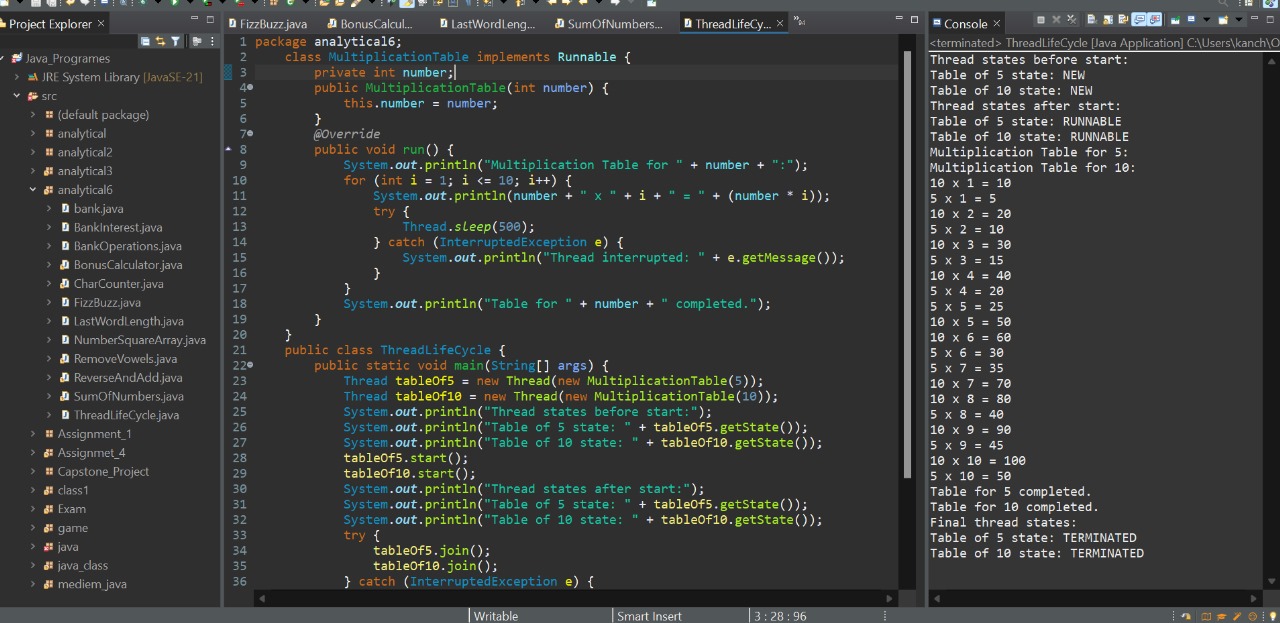 Project Explorer
Java_Programes
JRE System Library [JavaSE-21]
src
(default package)
analytical
analytical2
analytical3
analytical6
bank.java
BankInterest.java
BankOperations.java
BonusCalculator.java
CharCounter.java
FizzBuzz.java
LastWordLength.java
NumberSquareArray.java
RemoveVowels.java
ReverseAndAdd.java
SumOfNumbers.java
ThreadLifeCycle.java
Assignment_1
Assignmet_4
Capstone_Project
class1
Exam
game
java
java_class
mediem_java
FizzBuzz.java
BonusCalcul...
LastWordLeng...
SumOfNumbers...
ThreadLifeCy...
1 package analytical6;
2 class MultiplicationTable implements Runnable {
3 private int number;
4 public MultiplicationTable(int number) {
5 this.number = number;
6 }
7 @Override
8 public void run() {
9 System.out.println("Multiplication Table for " + number + ":");
10 for (int i = 1; i <= 10; i++) {
11 System.out.println(number + " x " + i + " = " + (number * i));
12 try {
13 Thread.sleep(500);
14 } catch (InterruptedException e) {
15 System.out.println("Thread interrupted: " + e.getMessage());
16 }
17 }
18 System.out.println("Table for " + number + " completed.");
19 }
20 }
21 public class ThreadLifeCycle {
22 public static void main(String[] args) {
23 Thread tableOf5 = new Thread(new MultiplicationTable(5));
24 Thread tableOf10 = new Thread(new MultiplicationTable(10));
25 System.out.println("Thread states before start:");
26 System.out.println("Table of 5 state: " + tableOf5.getState());
27 System.out.println("Table of 10 state: " + tableOf10.getState());
28 tableOf5.start();
29 tableOf10.start();
30 System.out.println("Thread states after start:");
31 System.out.println("Table of 5 state: " + tableOf5.getState());
32 System.out.println("Table of 10 state: " + tableOf10.getState());
33 try {
34 tableOf5.join();
35 tableOf10.join();
36 } catch (InterruptedException e) {
Console
<terminated> ThreadLifeCycle [Java Application] C:\Users\kanch\O
Thread states before start:
Table of 5 state: NEW
Table of 10 state: NEW
Thread states after start:
Table of 5 state: RUNNABLE
Table of 10 state: RUNNABLE
Multiplication Table for 5:
Multiplication Table for 10:
10 x 1 = 10
5 x 1 = 5
10 x 2 = 20
5 x 2 = 10
10 x 3 = 30
5 x 3 = 15
10 x 4 = 40
5 x 4 = 20
5 x 5 = 25
10 x 5 = 50
10 x 6 = 60
5 x 6 = 30
5 x 7 = 35
10 x 7 = 70
10 x 8 = 80
5 x 8 = 40
10 x 9 = 90
5 x 9 = 45
10 x 10 = 100
5 x 10 = 50
Table for 5 completed.
Table for 10 completed.
Final thread states:
Table of 5 state: TERMINATED
Table of 10 state: TERMINATED
Writable
Smart Insert
3 : 28 : 96